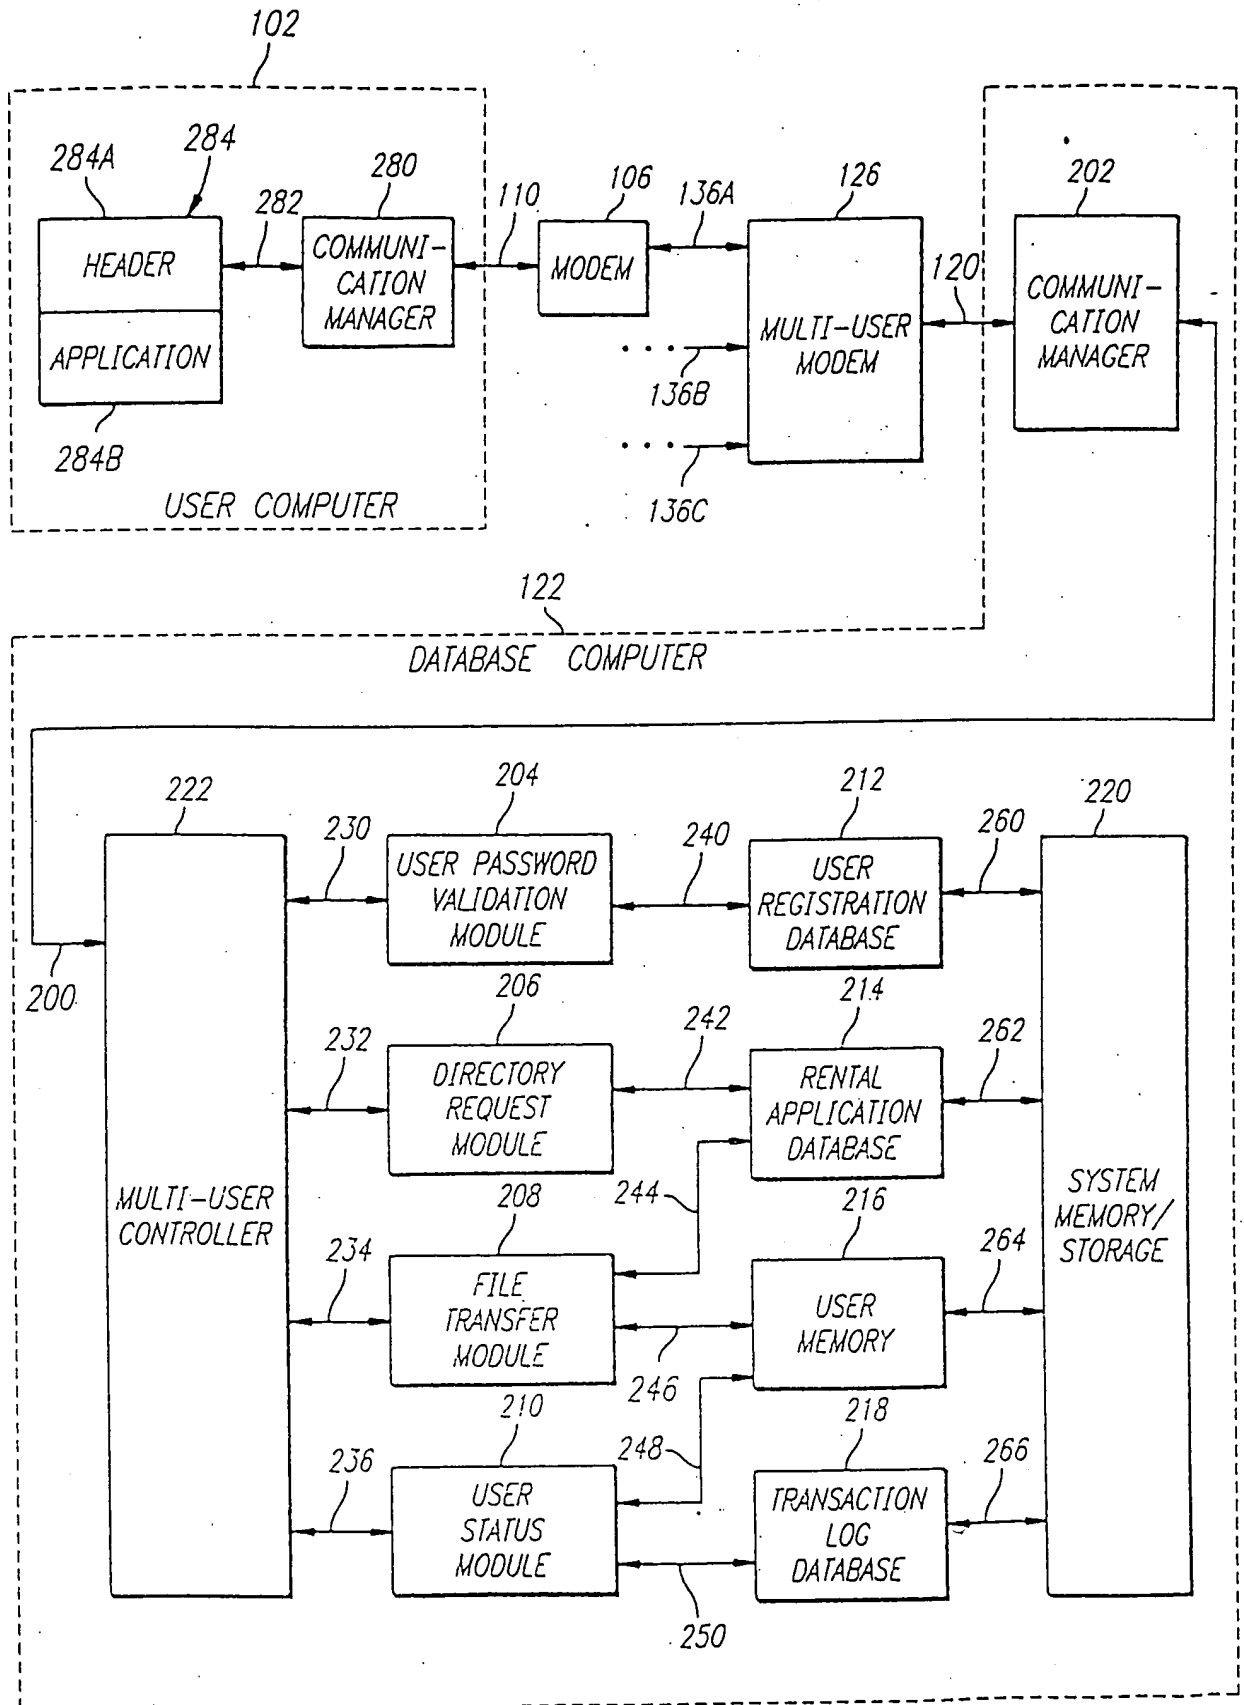 102
284A
284
282
280
110
106
136A
126
202
HEADER
APPLICATION
COMMUNI-
CATION
MANAGER
MODEM
MULTI-USER
MODEM
120
COMMUNI-
CATION
MANAGER
136B
136C
284B
USER COMPUTER
122
DATABASE COMPUTER
222
230
204
240
212
260
220
USER PASSWORD
VALIDATION
MODULE
USER
REGISTRATION
DATABASE
200
232
206
242
214
262
DIRECTORY
REQUEST
MODULE
RENTAL
APPLICATION
DATABASE
MULTI-USER
CONTROLLER
SYSTEM
MEMORY/
STORAGE
234
208
244
216
264
FILE
TRANSFER
MODULE
USER
MEMORY
246
236
210
248
218
266
USER
STATUS
MODULE
TRANSACTION
LOG
DATABASE
250